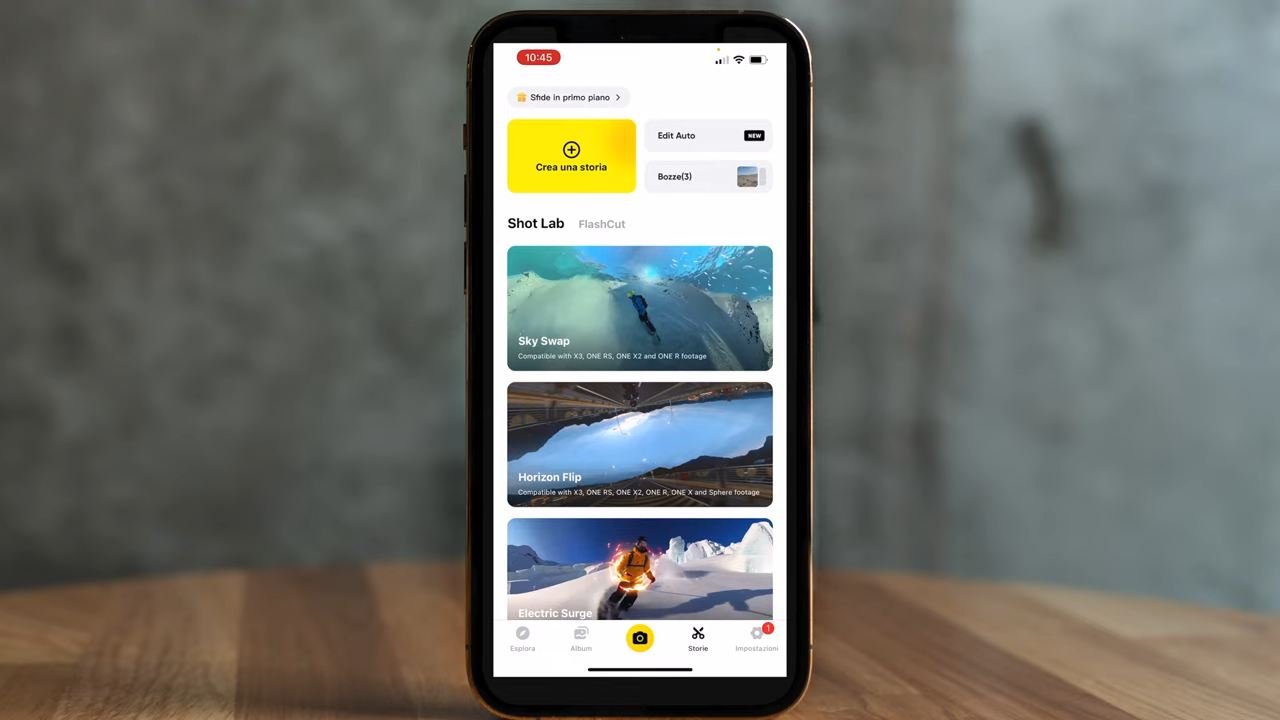 10:45
Sfide in primo piano
Crea una storia
Edit Auto
NEW
Bozze(3)
Shot Lab
FlashCut
Sky Swap
Compatible with X3, ONE RS, ONE X2 and ONE R footage
Horizon Flip
Compatible with X3, ONE RS, ONE X2, ONE R, ONE X and Sphere footage
Electric Surge
1
Esplora
Album
Storie
Impostazioni